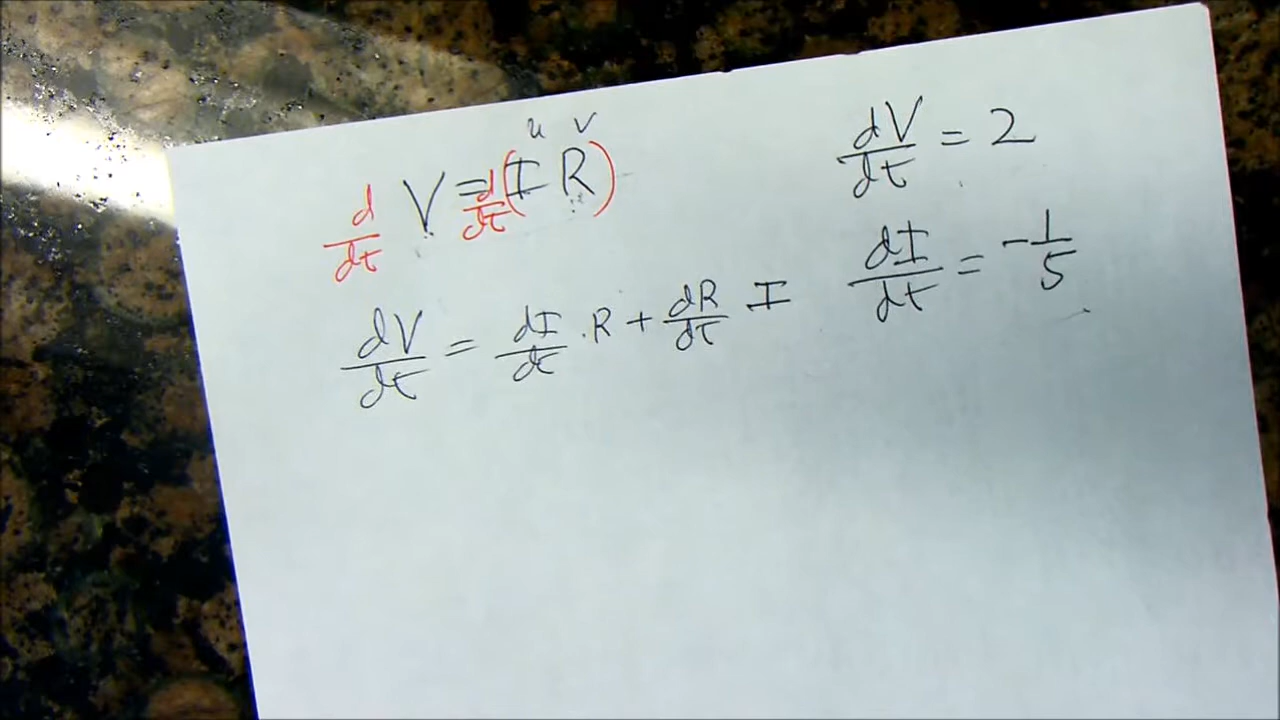 u v
d/dt V = d/dt (I R)
dV/dt = dI/dt · R + dR/dt I
dV/dt = 2
dI/dt = -1/5